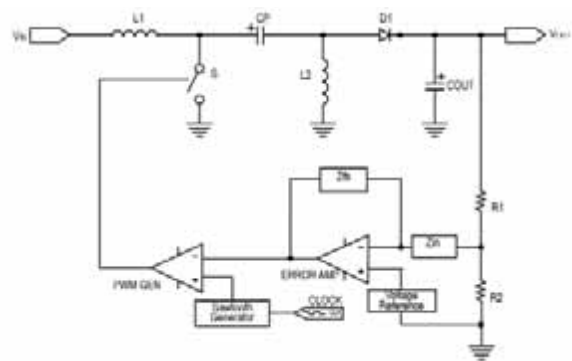 L1
CP
D1
VIN
S
L2
COUT
Zfb
R1
Zin
ERROR AMP
PWM GEN
CLOCK
Voltage
Reference
R2
Sawtooth
Generator